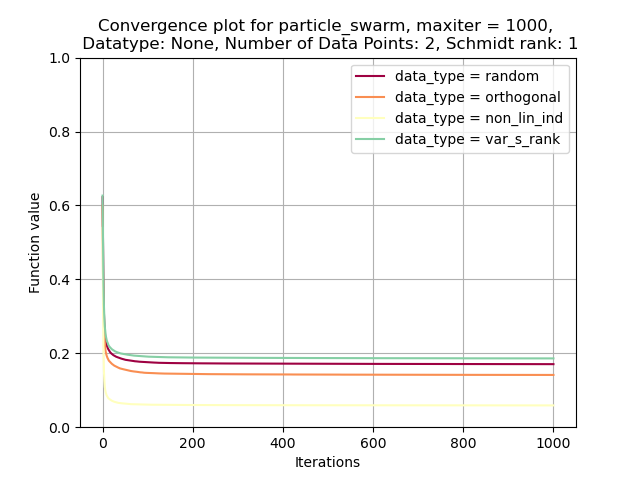 Convergence plot for particle_swarm, maxiter = 1000,
Datatype: None, Number of Data Points: 2, Schmidt rank: 1
1.0
0.8
0.6
0.4
0.2
0.0
Function value
data_type = random
data_type = orthogonal
data_type = non_lin_ind
data_type = var_s_rank
0 200 400 600 800 1000
Iterations